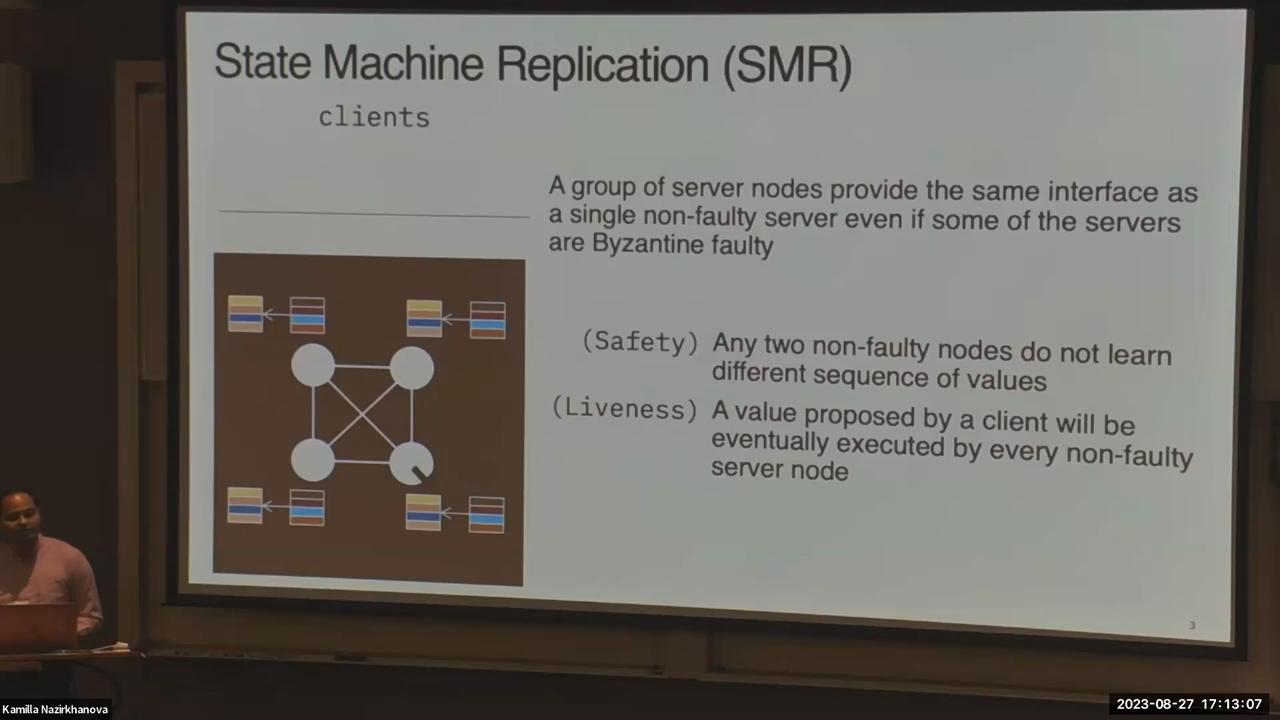 State Machine Replication (SMR)
clients
A group of server nodes provide the same interface as
a single non-faulty server even if some of the servers
are Byzantine faulty
(Safety) Any two non-faulty nodes do not learn
different sequence of values
(Liveness) A value proposed by a client will be
eventually executed by every non-faulty
server node
3
Kamilla Nazirkhanova
2023-08-27 17:13:07